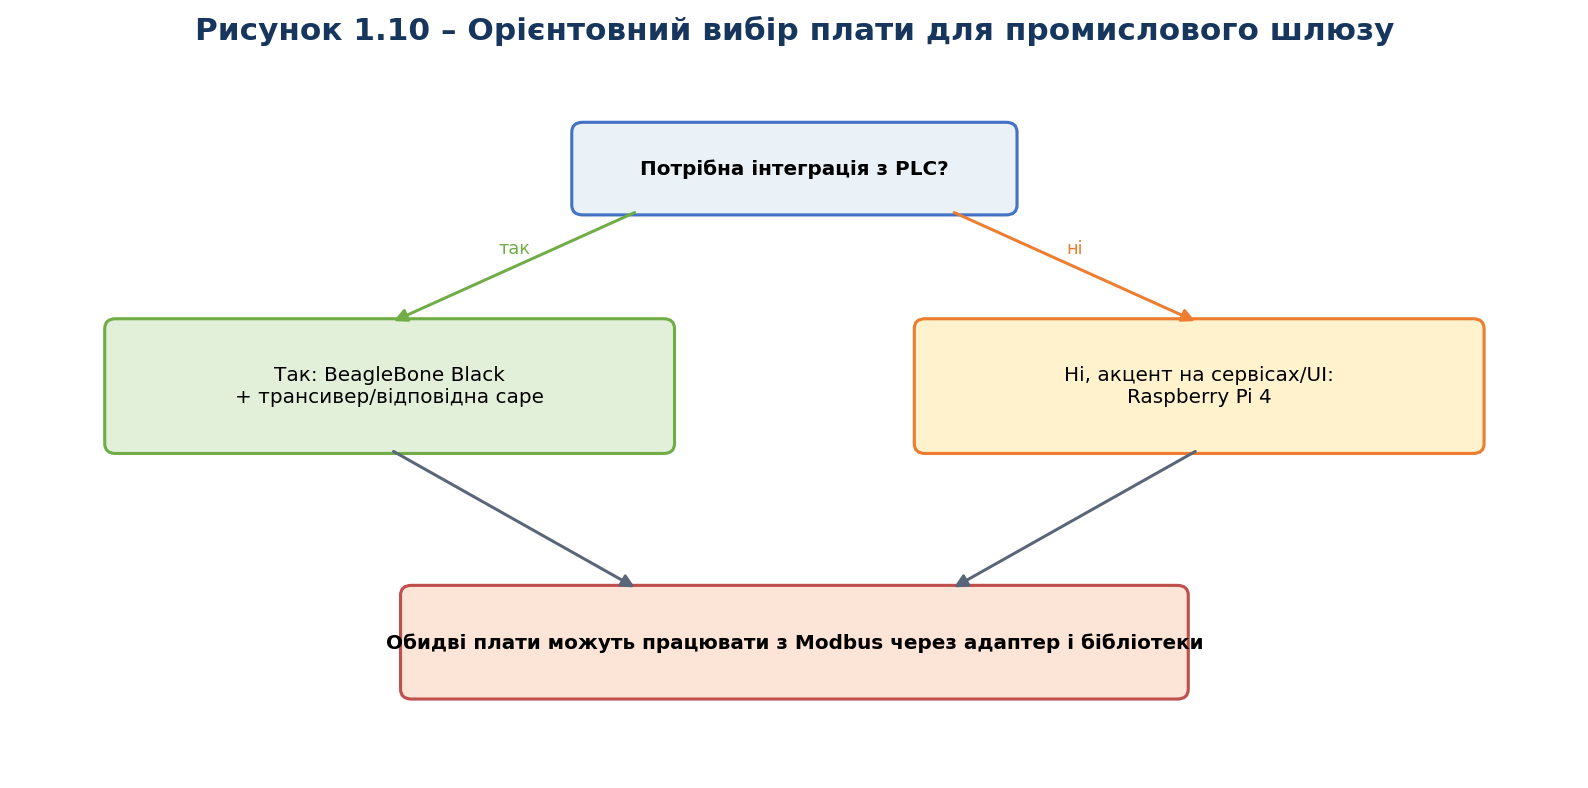 Рисунок 1.10 – Орієнтовний вибір плати для промислового шлюзу
Потрібна інтеграція з PLC?
так
ні
Так: BeagleBone Black
+ трансивер/відповідна cape
Ні, акцент на сервісах/UI:
Raspberry Pi 4
Обидві плати можуть працювати з Modbus через адаптер і бібліотеки